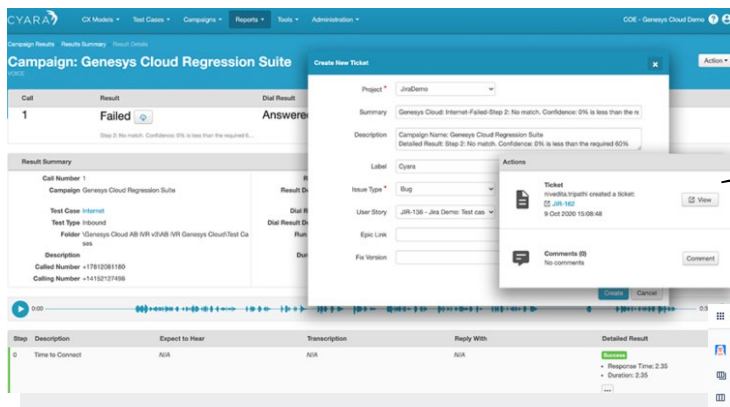 CYARA
CX Models Test Cases Campaigns Reports Tools Administration
COE - Genesys Cloud Demo
Campaign Results Results Summary Result Details
Campaign: Genesys Cloud Regression Suite
VOICE
Action
Call Result Dial Result
1 Failed Answere
Step 2: No match. Confidence: 0% is less than the required 6...
Result Summary
Call Number 1
Campaign Genesys Cloud Regression Suite
Result De
Test Case Internet
Dial R
Test Type Inbound
Dial Result De
Folder \Genesys Cloud AB IVR v3\AB IVR Genesys Cloud\Test Ca
ses
Run
Description
Dur
Called Number +17812081180
Calling Number +14152127498
Create New Ticket
Project * JiraDemo
Summary Genesys Cloud: Internet-Failed-Step 2: No match. Confidence: 0% is less than the re
Description Campaign Name: Genesys Cloud Regression Suite
Detailed Result: Step 2: No match. Confidence: 0% is less than the required 60%
Label Cyara
Issue Type * Bug
User Story JIR-136 - Jira Demo: Test cas
Epic Link
Fix Version
Create Cancel
Actions
Ticket
nivedita.tripathi created a ticket:
JIR-162
9 Oct 2020 15:08:48
View
Comments (0)
No comments
Comment
0:00
Step Description Expect to Hear Transcription Reply With Detailed Result
0 Time to Connect N/A N/A N/A Success
Response Time: 2.35
Duration: 2.35